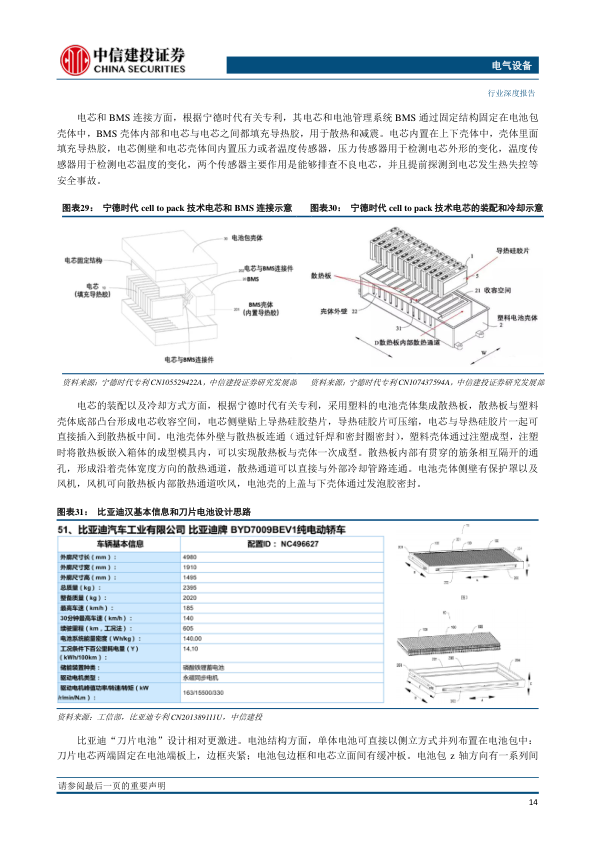 中信建投证券
CHINA SECURITIES
电气设备
行业深度报告
电芯和 BMS 连接方面，根据宁德时代有关专利，其电芯和电池管理系统 BMS 通过固定结构固定在电池包
壳体中，BMS 壳体内部和电芯与电芯之间都填充导热胶，用于散热和减震。电芯内置在上下壳体中，壳体里面
填充导热胶，电芯侧壁和电芯壳体间内置压力或者温度传感器，压力传感器用于检测电芯外形的变化，温度传
感器用于检测电芯温度的变化，两个传感器主要作用是能够排查不良电芯，并且提前探测到电芯发生热失控等
安全事故。
图表29： 宁德时代 cell to pack 技术电芯和 BMS 连接示意
图表30： 宁德时代 cell to pack 技术电芯的装配和冷却示意
电池包壳体
电芯固定结构
电芯与BMS连接件
BMS
电芯
(填充导热胶)
BMS壳体
(内置导热胶)
电芯与BMS连接件
导热硅胶片
1
5
散热板
21 收容空间
壳体外壁 22
31
塑料电池壳体
2
D散热板内部散热通道
W
资料来源：宁德时代专利 CN105529422A，中信建投证券研究发展部
资料来源：宁德时代专利 CN107437594A，中信建投证券研究发展部
电芯的装配以及冷却方式方面，根据宁德时代有关专利，采用塑料的电池壳体集成散热板，散热板与塑料
壳体底部凸台形成电芯收容空间，电芯侧壁贴上导热硅胶垫片，导热硅胶片可压缩，电芯与导热硅胶片一起可
直接插入到散热板中间。电池壳体外壁与散热板连通（通过钎焊和密封圈密封），塑料壳体通过注塑成型，注塑
时将散热板嵌入箱体的成型模具内，可以实现散热板与壳体一次成型。散热板内部有贯穿的筋条相互隔开的通
孔，形成沿着壳体宽度方向的散热通道，散热通道可以直接与外部冷却管路连通。电池壳体侧壁有保护罩以及
风机，风机可向散热板内部散热通道吹风，电池壳的上盖与下壳体通过发泡胶密封。
图表31： 比亚迪汉基本信息和刀片电池设计思路
51、比亚迪汽车工业有限公司 比亚迪牌 BYD7009BEV1纯电动轿车
车辆基本信息 配置ID： NC496627
外廓尺寸长（mm）： 4980
外廓尺寸宽（mm）： 1910
外廓尺寸高（mm）： 1495
总质量（kg）： 2395
整备质量（kg）： 2020
最高车速（km/h）： 185
30分钟最高车速（km/h）： 140
续驶里程（km，工况法）： 605
电池系统能量密度（Wh/kg）： 140.00
工况条件下百公里耗电量（Y）
（kWh/100km）： 14.10
储能装置种类： 磷酸铁锂蓄电池
驱动电机类型： 永磁同步电机
驱动电机峰值功率/转速/转矩（kW
/r/min/N.m）： 163/15500/330
资料来源：工信部，比亚迪专利 CN201389111U，中信建投
比亚迪“刀片电池”设计相对更激进。电池结构方面，单体电池可直接以侧立方式并列布置在电池包中：
刀片电芯两端固定在电池端板上，边框夹紧；电池包边框和电芯立面间有缓冲板。电池包 z 轴方向有一系列间
请参阅最后一页的重要声明
14